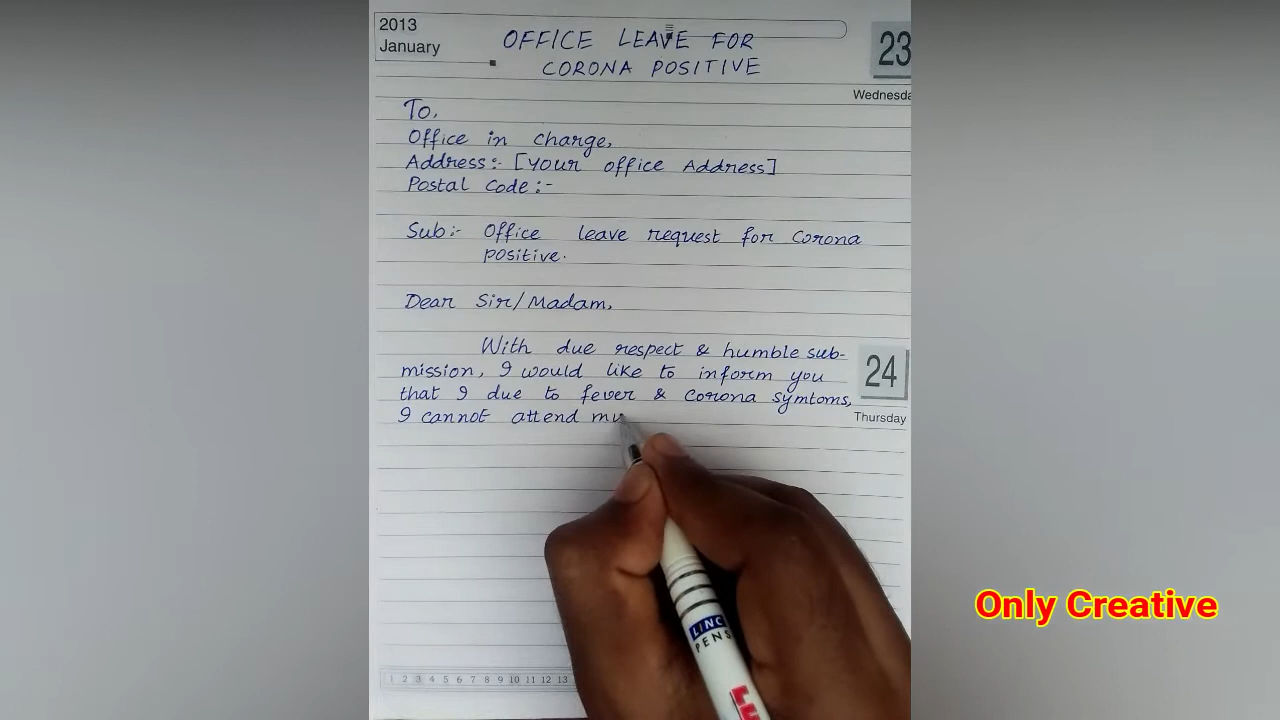 2013
January
OFFICE LEAVE FOR
CORONA POSITIVE
23
To,
Office in charge,
Address:- [Your office Address]
Postal Code:-
Sub:- Office leave request for Corona
positive.
Dear Sir/Madam,
With due respect & humble sub-
mission, I would like to inform you
that I due to fever & Corona Symtoms,
I cannot attend my
24
Thursday
1 2 3 4 5 6 7 8 9 10 11 12 13
LINC
PENS
Only Creative